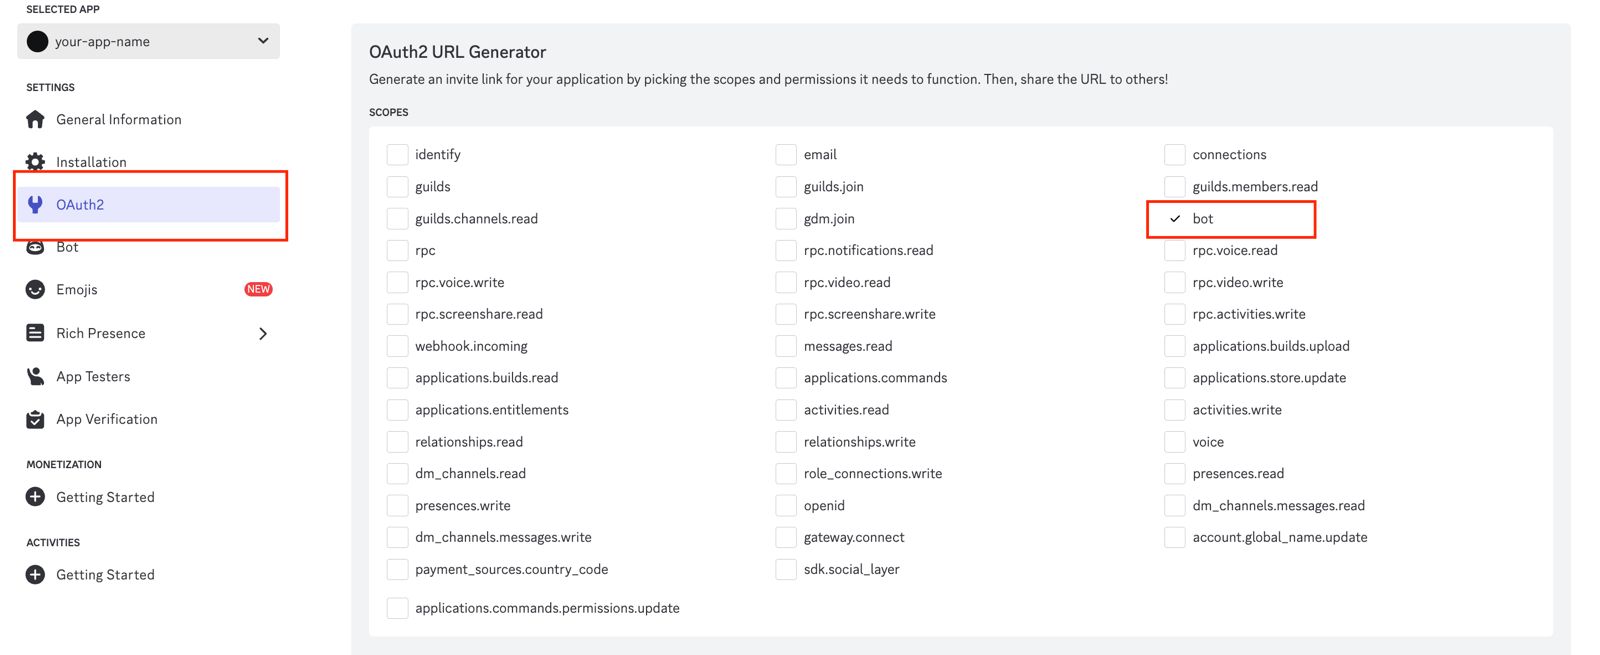 SELECTED APP
your-app-name
SETTINGS
General Information
Installation
OAuth2
Bot
Emojis NEW
Rich Presence
App Testers
App Verification
MONETIZATION
Getting Started
ACTIVITIES
Getting Started
OAuth2 URL Generator
Generate an invite link for your application by picking the scopes and permissions it needs to function. Then, share the URL to others!
SCOPES
identify email connections
guilds guilds.join guilds.members.read
guilds.channels.read gdm.join bot
rpc rpc.notifications.read rpc.voice.read
rpc.voice.write rpc.video.read rpc.video.write
rpc.screenshare.read rpc.screenshare.write rpc.activities.write
webhook.incoming messages.read applications.builds.upload
applications.builds.read applications.commands applications.store.update
applications.entitlements activities.read activities.write
relationships.read relationships.write voice
dm_channels.read role_connections.write presences.read
presences.write openid dm_channels.messages.read
dm_channels.messages.write gateway.connect account.global_name.update
payment_sources.country_code sdk.social_layer
applications.commands.permissions.update